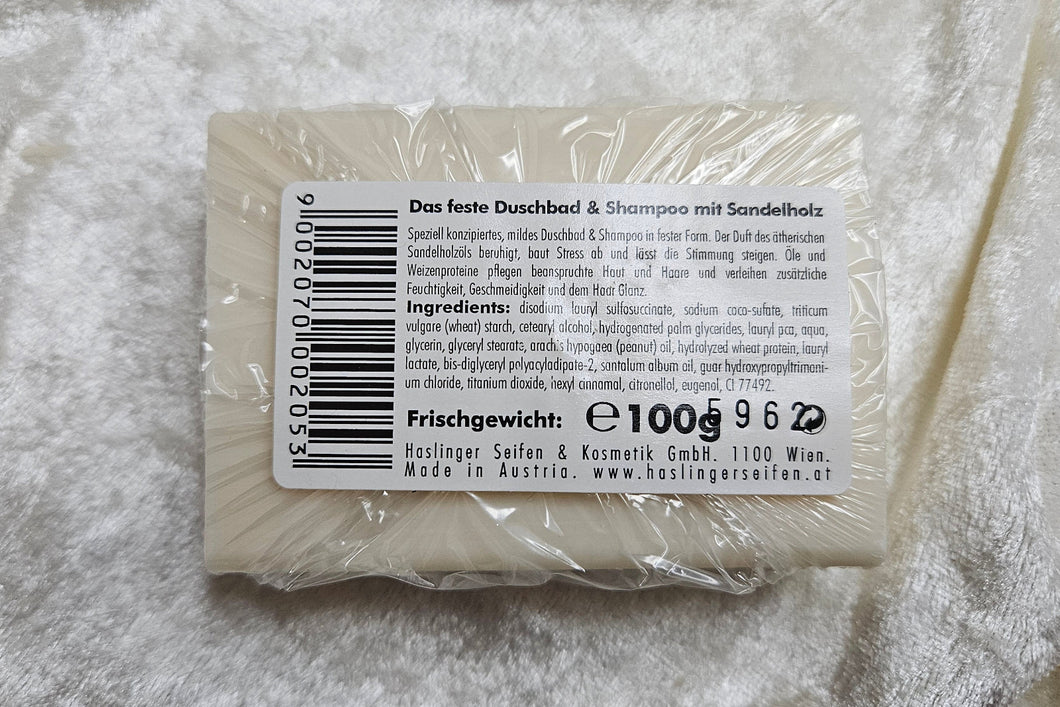 Das feste Duschbad & Shampoo mit Sandelholz
Speziell konzipiertes, mildes Duschbad & Shampoo in fester Form. Der Duft des ätherischen
Sandelholzöls beruhigt, baut Stress ab und lässt die Stimmung steigen. Öle und
Weizenproteine pflegen beanspruchte Haut und Haare und verleihen zusätzliche
Feuchtigkeit, Geschmeidigkeit und dem Haar Glanz.
Ingredients: disodium lauryl sulfosuccinate, sodium coco-sufate, triticum
vulgare (wheat) starch, cetearyl alcohol, hydrogenated palm glycerides, lauryl pca, aqua,
glycerin, glyceryl stearate, arachis hypogaea (peanut) oil, hydrolyzed wheat protein, lauryl
lactate, bis-diglyceryl polyacyladipate-2, santalum album oil, guar hydroxypropyltrimani-
um chloride, titanium dioxide, hexyl cinnamal, citronellol, eugenol, CI 77492.
Frischgewicht: e 100g 5962
Haslinger Seifen & Kosmetik GmbH. 1100 Wien.
Made in Austria. www.haslingerseifen.at
9002070002053